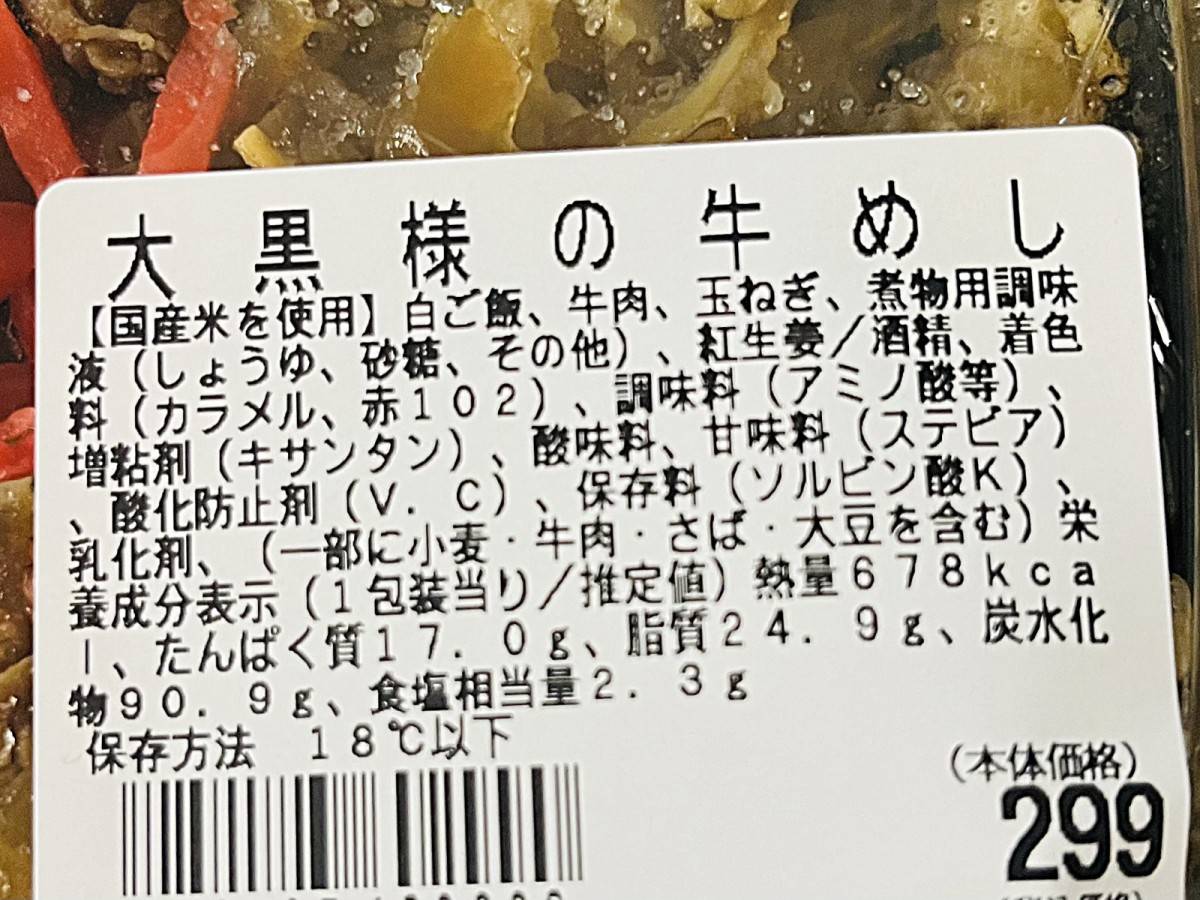 大黒様の牛めし
【国産米を使用】白ご飯、牛肉、玉ねぎ、煮物用調味
液（しょうゆ、砂糖、その他）、紅生姜／酒精、着色
料（カラメル、赤102）、調味料（アミノ酸等）、
増粘剤（キサンタン）、酸味料、甘味料（ステビア）
、酸化防止剤（V．C）、保存料（ソルビン酸K）、
乳化剤、（一部に小麦・牛肉・さば・大豆を含む）栄
養成分表示（1包装当り／推定値）熱量678kca
l、たんぱく質17．0g、脂質24．9g、炭水化
物90．9g、食塩相当量2．3g
保存方法　18℃以下
（本体価格）
299